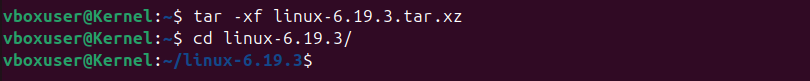 vboxuser@Kernel:~$ tar -xf linux-6.19.3.tar.xz
vboxuser@Kernel:~$ cd linux-6.19.3/
vboxuser@Kernel:~/linux-6.19.3$